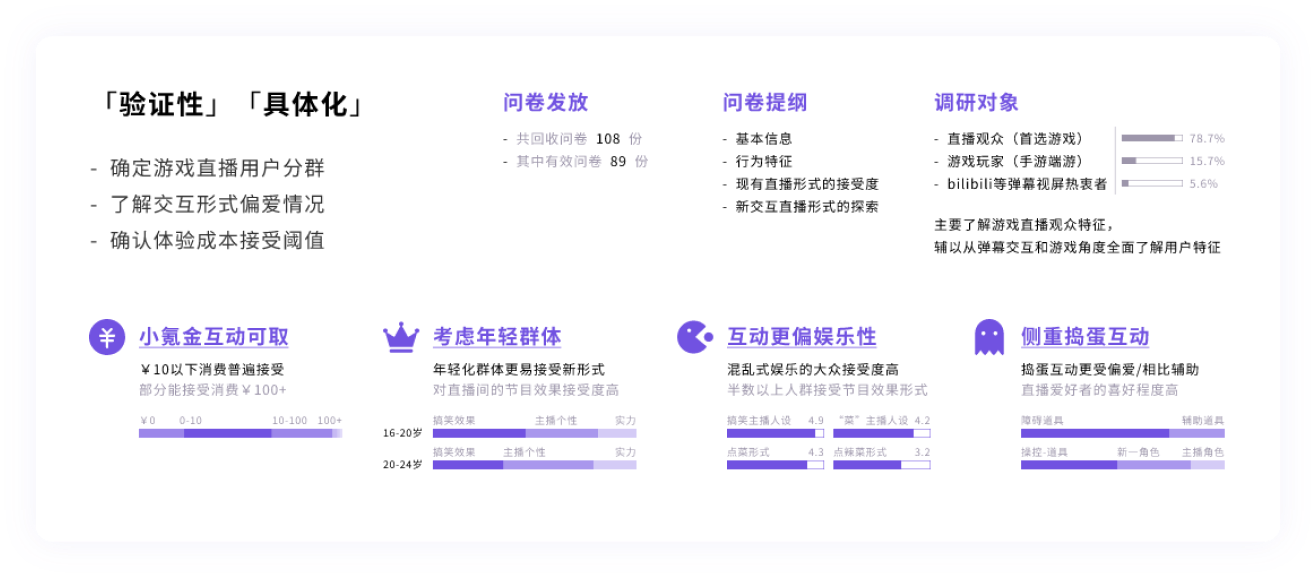 「验证性」「具体化」
- 确定游戏直播用户分群
- 了解交互形式偏爱情况
- 确认体验成本接受阈值
问卷发放
- 共回收问卷 108 份
- 其中有效问卷 89 份
问卷提纲
- 基本信息
- 行为特征
- 现有直播形式的接受度
- 新交互直播形式的探索
调研对象
- 直播观众（首选游戏） 78.7%
- 游戏玩家（手游端游） 15.7%
- bilibili等弹幕视屏热衷者 5.6%
主要了解游戏直播观众特征，
辅以从弹幕交互和游戏角度全面了解用户特征
小氪金互动可取
￥10以下消费普遍接受
部分能接受消费￥100+
￥0 0-10 10-100 100+
考虑年轻群体
年轻化群体更易接受新形式
对直播间的节目效果接受度高
搞笑效果 主播个性 实力
16-20岁
搞笑效果 主播个性 实力
20-24岁
互动更偏娱乐性
混乱式娱乐的大众接受度高
半数以上人群接受节目效果形式
搞笑主播人设 4.9 “菜”主播人设 4.2
点菜形式 4.3 点辣菜形式 3.2
侧重捣蛋互动
捣蛋互动更受偏爱/相比辅助
直播爱好者的喜好程度高
障碍道具 辅助道具
操控-道具 新一角色 主播角色